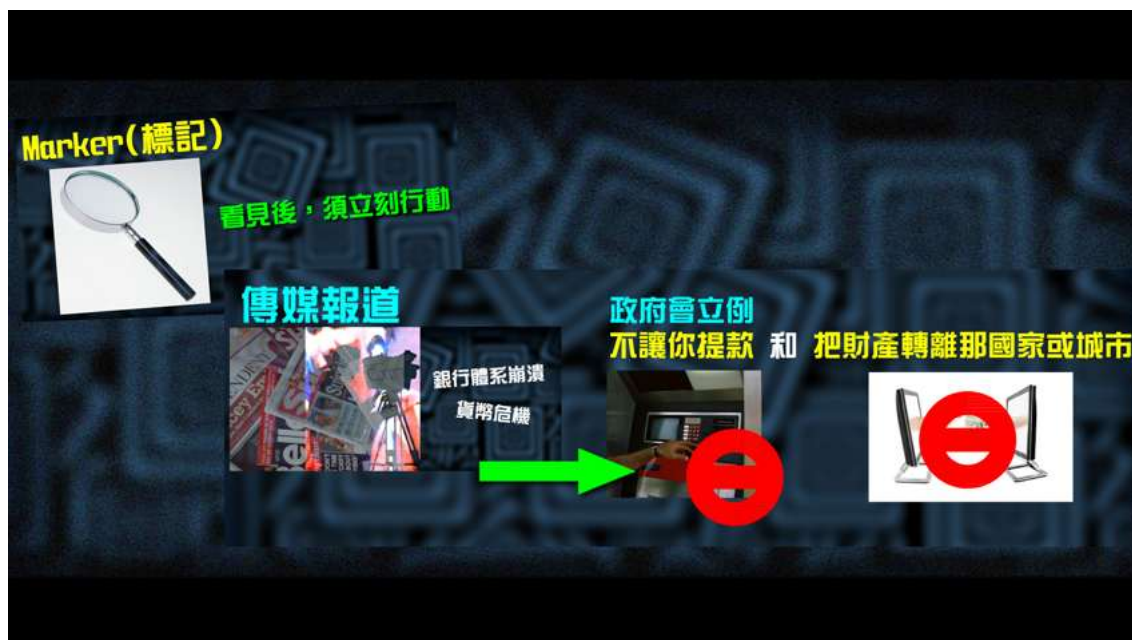 Marker(標記)
看見後，須立刻行動
傳媒報道
銀行體系崩潰
貨幣危機
政府會立例
不讓你提款 和 把財產轉離那國家或城市